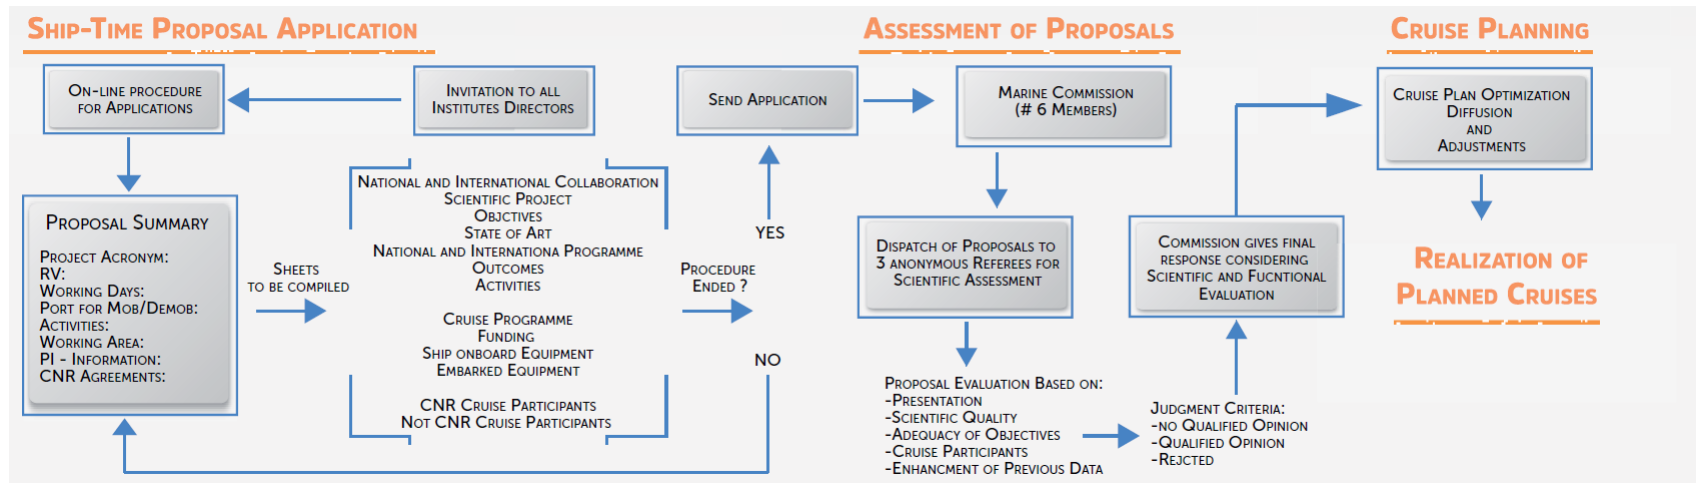 Ship-Time Proposal Application
Invitation to all
Institutes Directors
On-line procedure
for Applications
Proposal Summary
Project Acronym:
RV:
Working Days:
Port for Mob/Demob:
Activities:
Working Area:
PI - Information:
CNR Agreements:
Sheets
to be compiled
National and International Collaboration
Scientific Project
Objctives
State of Art
National and Internationa Programme
Outcomes
Activities
Cruise Programme
Funding
Ship onboard Equipment
Embarked Equipment
CNR Cruise Participants
Not CNR Cruise Participants
Procedure
Ended ?
YES
NO
Send Application
Assessment of Proposals
Marine Commission
(# 6 Members)
Dispatch of Proposals to
3 anonymous Referees for
Scientific Assessment
Proposal Evaluation Based on:
-Presentation
-Scientific Quality
-Adequacy of Objectives
-Cruise Participants
-Enhancment of Previous Data
Judgment Criteria:
-no Qualified Opinion
-Qualified Opinion
-Rejcted
Commission gives final
response considering
Scientific and Fucntional
Evaluation
Cruise Planning
Cruise Plan Optimization
Diffusion
and
Adjustments
Realization of
Planned Cruises